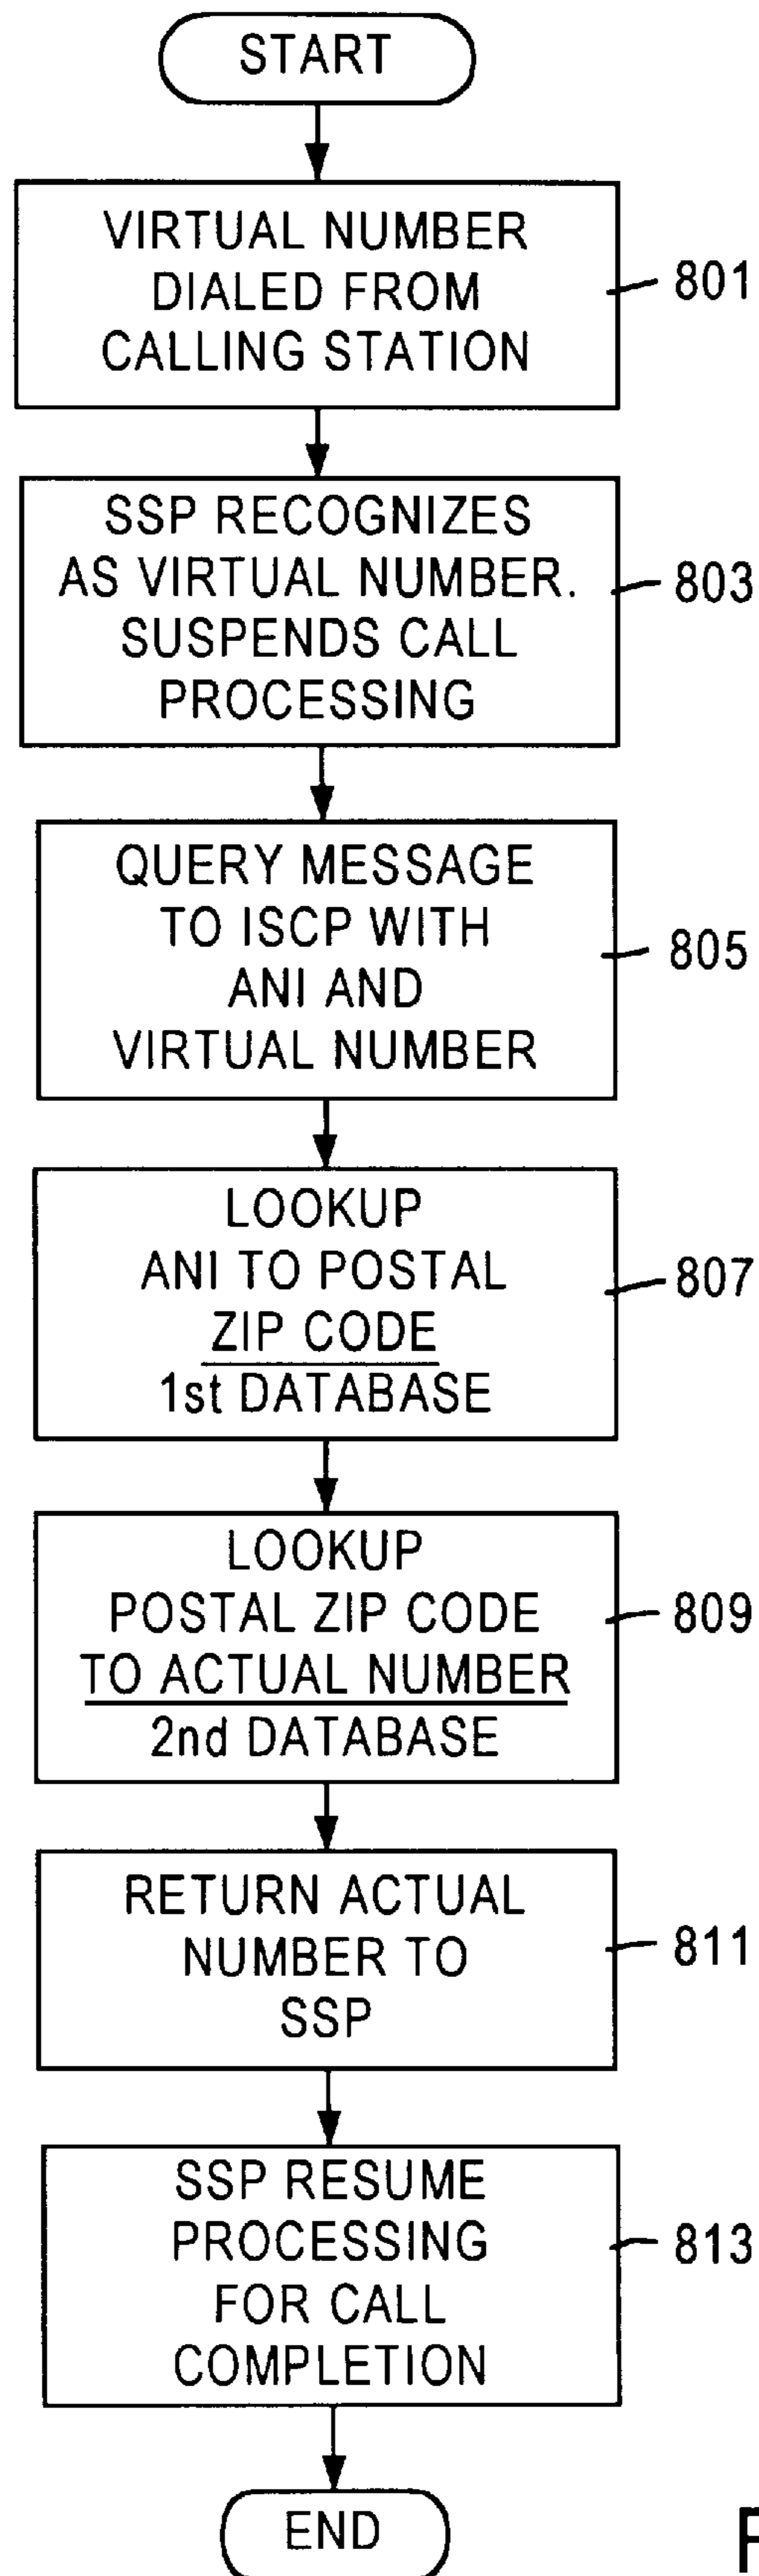 START
VIRTUAL NUMBER
DIALED FROM
CALLING STATION
801
SSP RECOGNIZES
AS VIRTUAL NUMBER.
SUSPENDS CALL
PROCESSING
803
QUERY MESSAGE
TO ISCP WITH
ANI AND
VIRTUAL NUMBER
805
LOOKUP
ANI TO POSTAL
ZIP CODE
1st DATABASE
807
LOOKUP
POSTAL ZIP CODE
TO ACTUAL NUMBER
2nd DATABASE
809
RETURN ACTUAL
NUMBER TO
SSP
811
SSP RESUME
PROCESSING
FOR CALL
COMPLETION
813
END